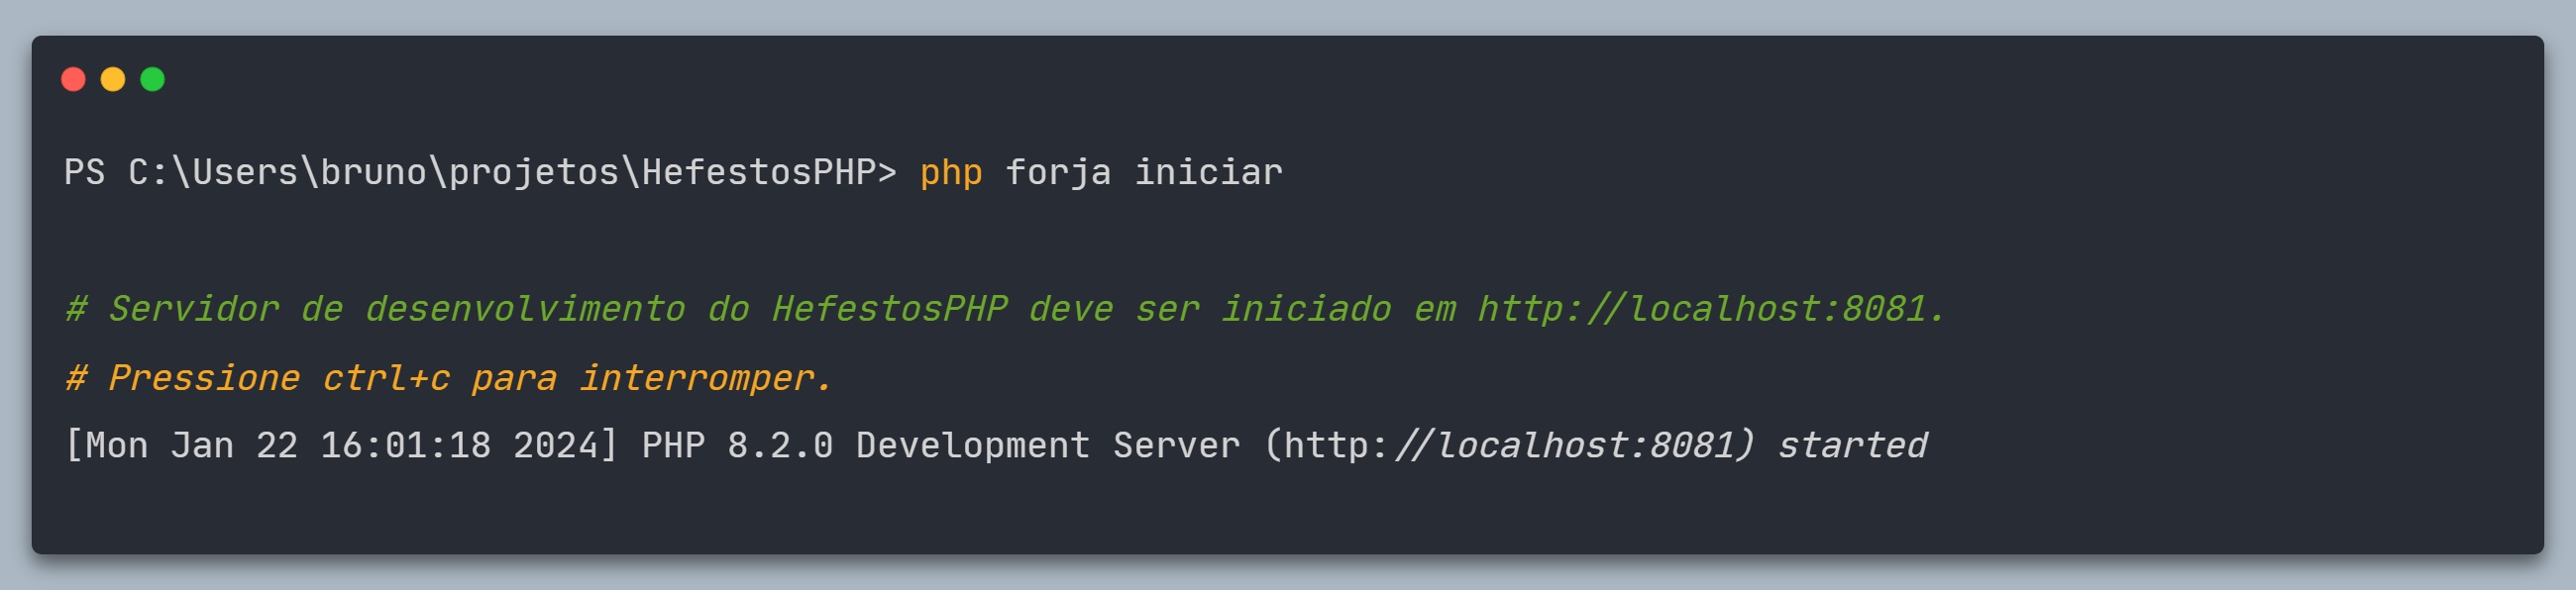 PS C:\Users\bruno\projetos\HefestosPHP> php forja iniciar
# Servidor de desenvolvimento do HefestosPHP deve ser iniciado em http://localhost:8081.
# Pressione ctrl+c para interromper.
[Mon Jan 22 16:01:18 2024] PHP 8.2.0 Development Server (http://localhost:8081) started